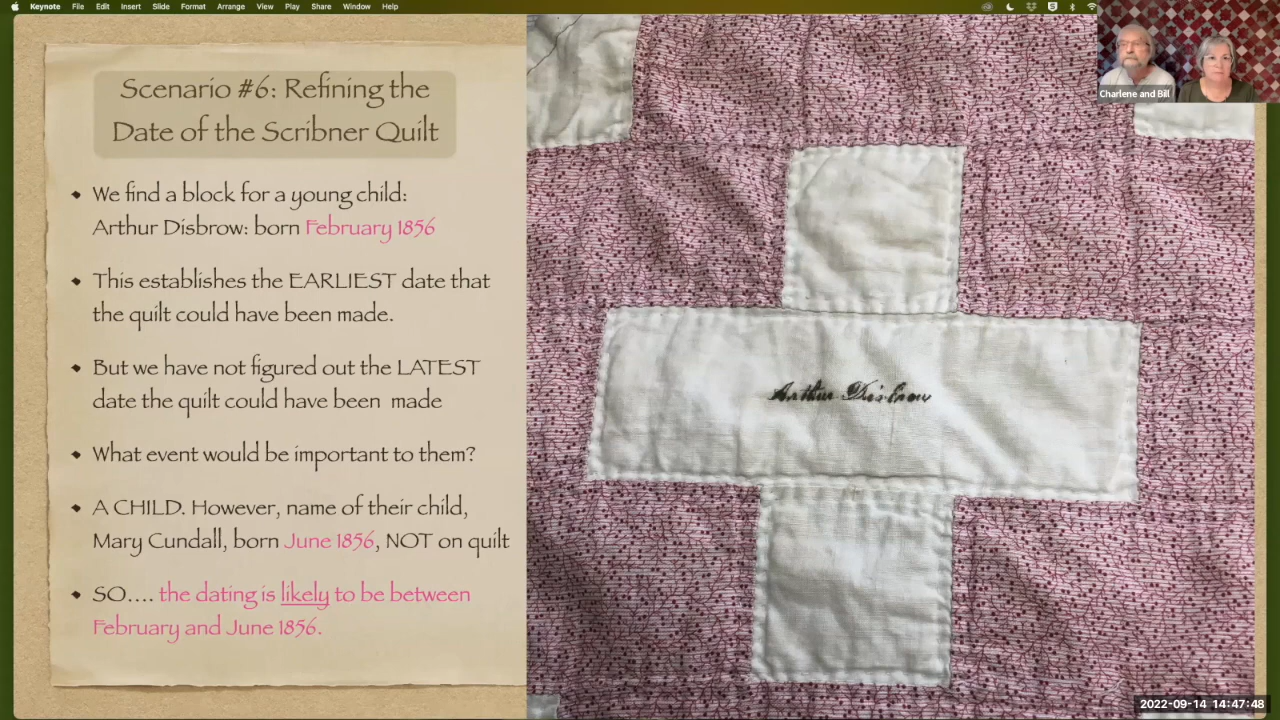 Keynote File Edit Insert Slide Format Arrange View Play Share Window Help
Scenario #6: Refining the
Date of the Scribner Quilt
We find a block for a young child:
Arthur Disbrow: born February 1856
This establishes the EARLIEST date that
the quilt could have been made.
But we have not figured out the LATEST
date the quilt could have been made
What event would be important to them?
A CHILD. However, name of their child,
Mary Cundall, born June 1856, NOT on quilt
SO.... the dating is likely to be between
February and June 1856.
Arthur Disbrow
Charlene and Bill
2022-09-14 14:47:48